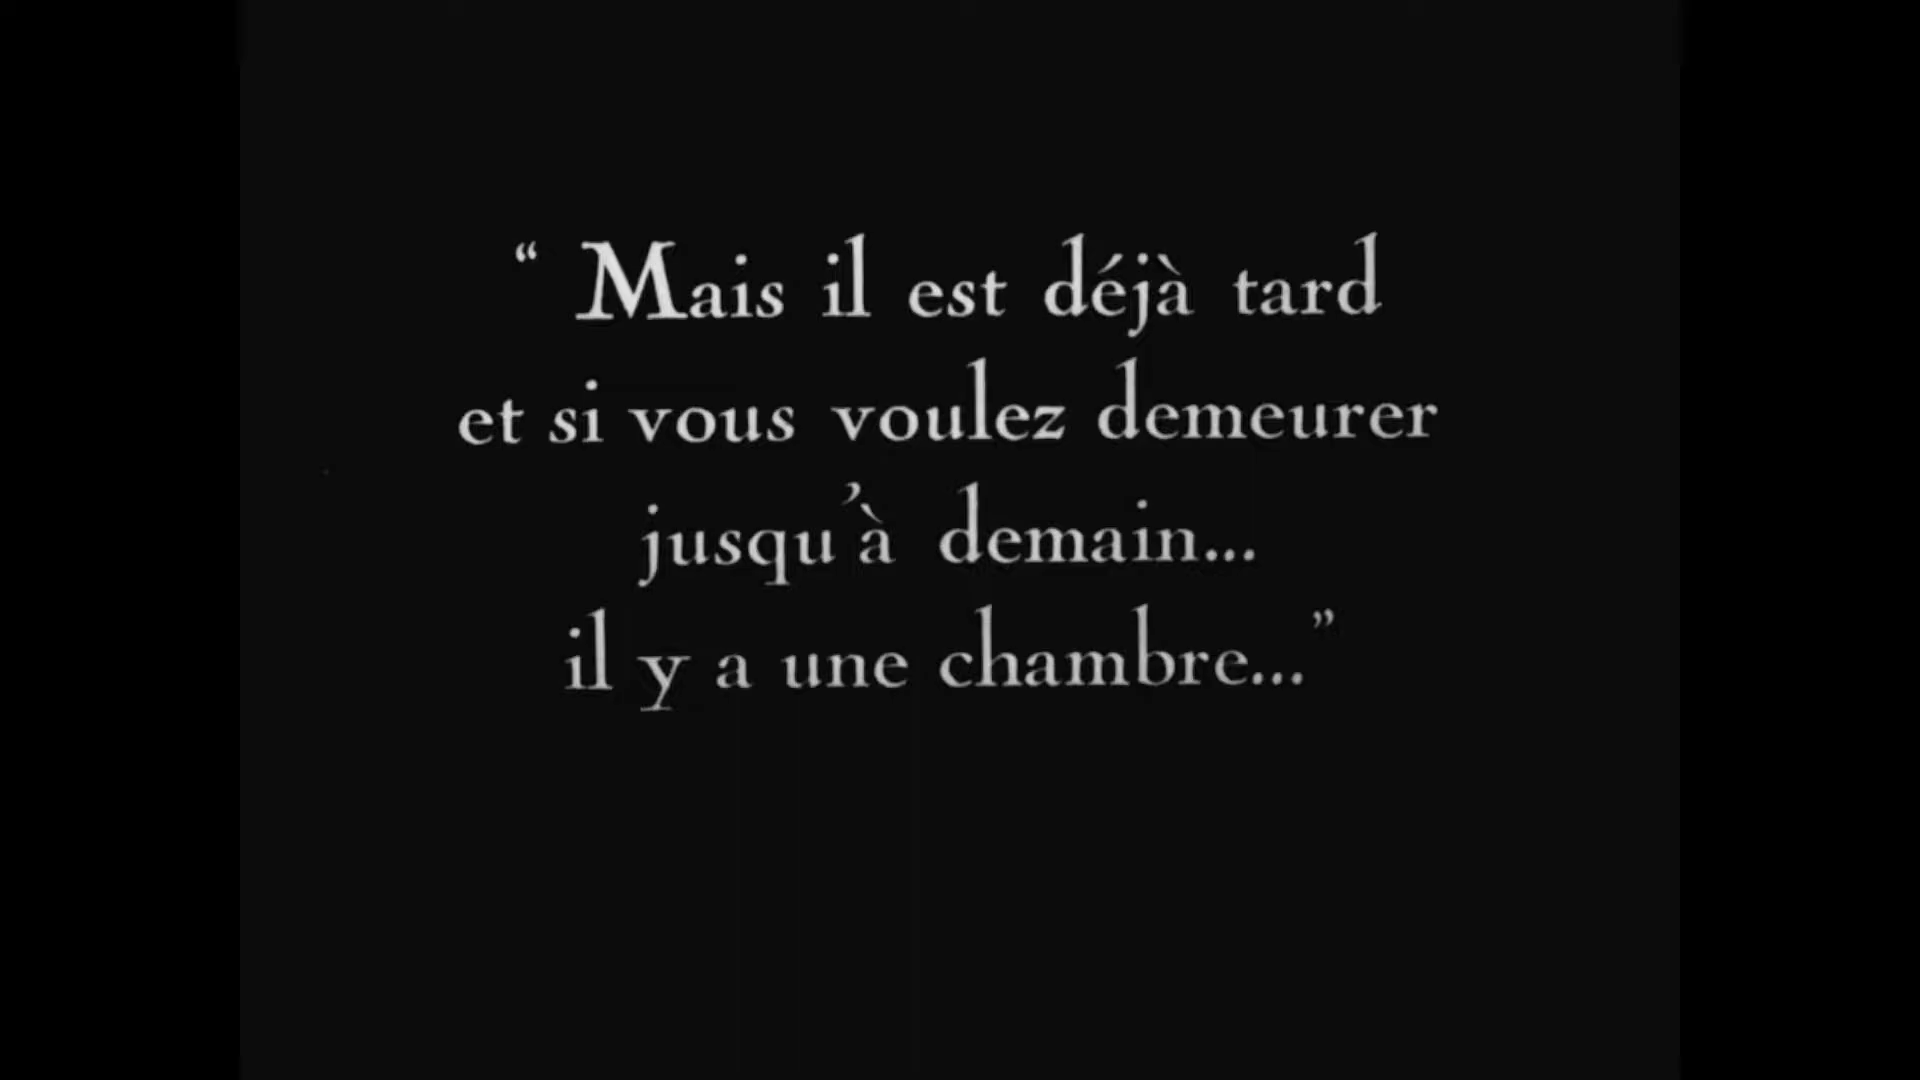 “ Mais il est déjà tard
et si vous voulez demeurer
jusqu’à demain...
il y a une chambre... ”